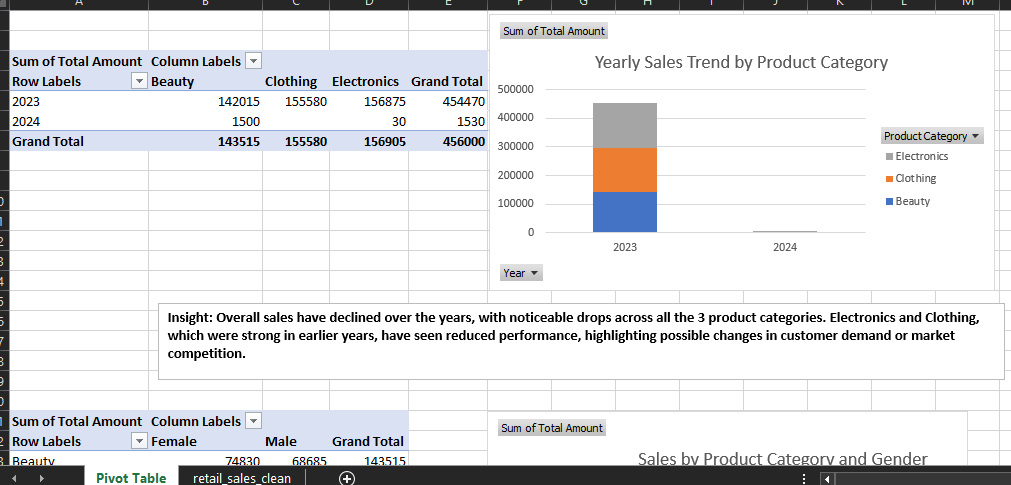 A B C D E F G H I J K L M
Sum of Total Amount Column Labels
Row Labels Beauty Clothing Electronics Grand Total
2023 142015 155580 156875 454470
2024 1500 30 1530
Grand Total 143515 155580 156905 456000
Sum of Total Amount
Yearly Sales Trend by Product Category
500000
400000
300000
200000
100000
0
2023 2024
Product Category
Electronics
Clothing
Beauty
Year
Insight: Overall sales have declined over the years, with noticeable drops across all the 3 product categories. Electronics and Clothing,
which were strong in earlier years, have seen reduced performance, highlighting possible changes in customer demand or market
competition.
Sum of Total Amount Column Labels
Row Labels Female Male Grand Total
Beauty 74830 68685 143515
Sum of Total Amount
Sales by Product Category and Gender
Pivot Table retail_sales_clean